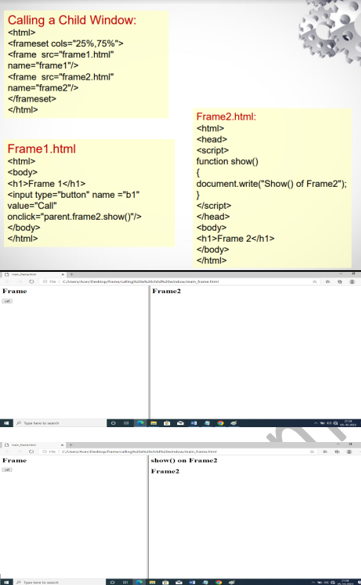 Calling a Child Window:
<html>
<frameset cols="25%,75%">
<frame src="frame1.html"
name="frame1"/>
<frame src="frame2.html"
name="frame2"/>
</frameset>
</html>
Frame1.html
<html>
<body>
<h1>Frame 1</h1>
<input type="button" name ="b1"
value="Call"
onclick="parent.frame2.show()"/>
</body>
</html>
Frame2.html:
<html>
<head>
<script>
function show()
{
document.write("Show() of Frame2");
}
</script>
</head>
<body>
<h1>Frame 2</h1>
</body>
</html>
Frame
Frame2
Type here to search
Frame
show() on Frame2
Frame2
Type here to search